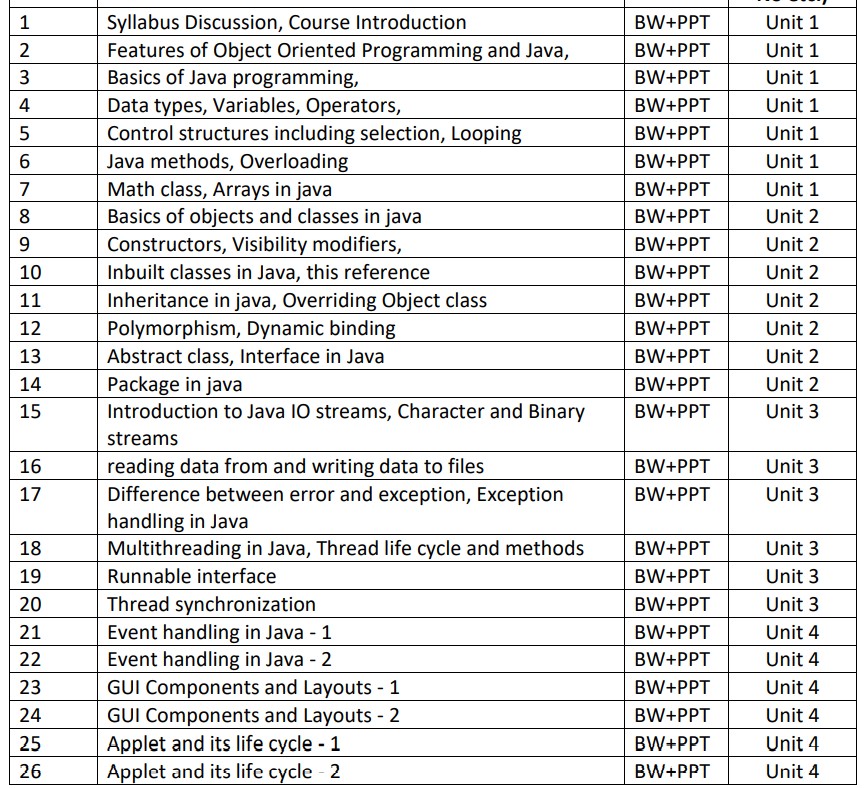 1 Syllabus Discussion, Course Introduction BW+PPT Unit 1
2 Features of Object Oriented Programming and Java, BW+PPT Unit 1
3 Basics of Java programming, BW+PPT Unit 1
4 Data types, Variables, Operators, BW+PPT Unit 1
5 Control structures including selection, Looping BW+PPT Unit 1
6 Java methods, Overloading BW+PPT Unit 1
7 Math class, Arrays in java BW+PPT Unit 1
8 Basics of objects and classes in java BW+PPT Unit 2
9 Constructors, Visibility modifiers, BW+PPT Unit 2
10 Inbuilt classes in Java, this reference BW+PPT Unit 2
11 Inheritance in java, Overriding Object class BW+PPT Unit 2
12 Polymorphism, Dynamic binding BW+PPT Unit 2
13 Abstract class, Interface in Java BW+PPT Unit 2
14 Package in java BW+PPT Unit 2
15 Introduction to Java IO streams, Character and Binary BW+PPT Unit 3
streams
16 reading data from and writing data to files BW+PPT Unit 3
17 Difference between error and exception, Exception BW+PPT Unit 3
handling in Java
18 Multithreading in Java, Thread life cycle and methods BW+PPT Unit 3
19 Runnable interface BW+PPT Unit 3
20 Thread synchronization BW+PPT Unit 3
21 Event handling in Java - 1 BW+PPT Unit 4
22 Event handling in Java - 2 BW+PPT Unit 4
23 GUI Components and Layouts - 1 BW+PPT Unit 4
24 GUI Components and Layouts - 2 BW+PPT Unit 4
25 Applet and its life cycle - 1 BW+PPT Unit 4
26 Applet and its life cycle - 2 BW+PPT Unit 4